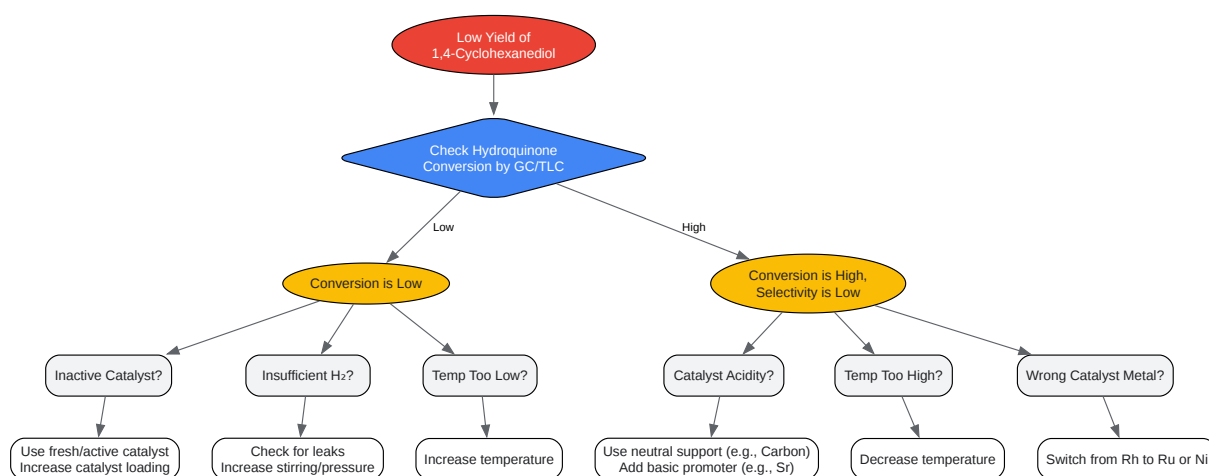 Low Yield of
1,4-Cyclohexanediol
Check Hydroquinone
Conversion by GC/TLC
Low
High
Conversion is Low
Conversion is High,
Selectivity is Low
Inactive Catalyst?
Insufficient H₂?
Temp Too Low?
Catalyst Acidity?
Temp Too High?
Wrong Catalyst Metal?
Use fresh/active catalyst
Increase catalyst loading
Check for leaks
Increase stirring/pressure
Increase temperature
Use neutral support (e.g., Carbon)
Add basic promoter (e.g., Sr)
Decrease temperature
Switch from Rh to Ru or Ni